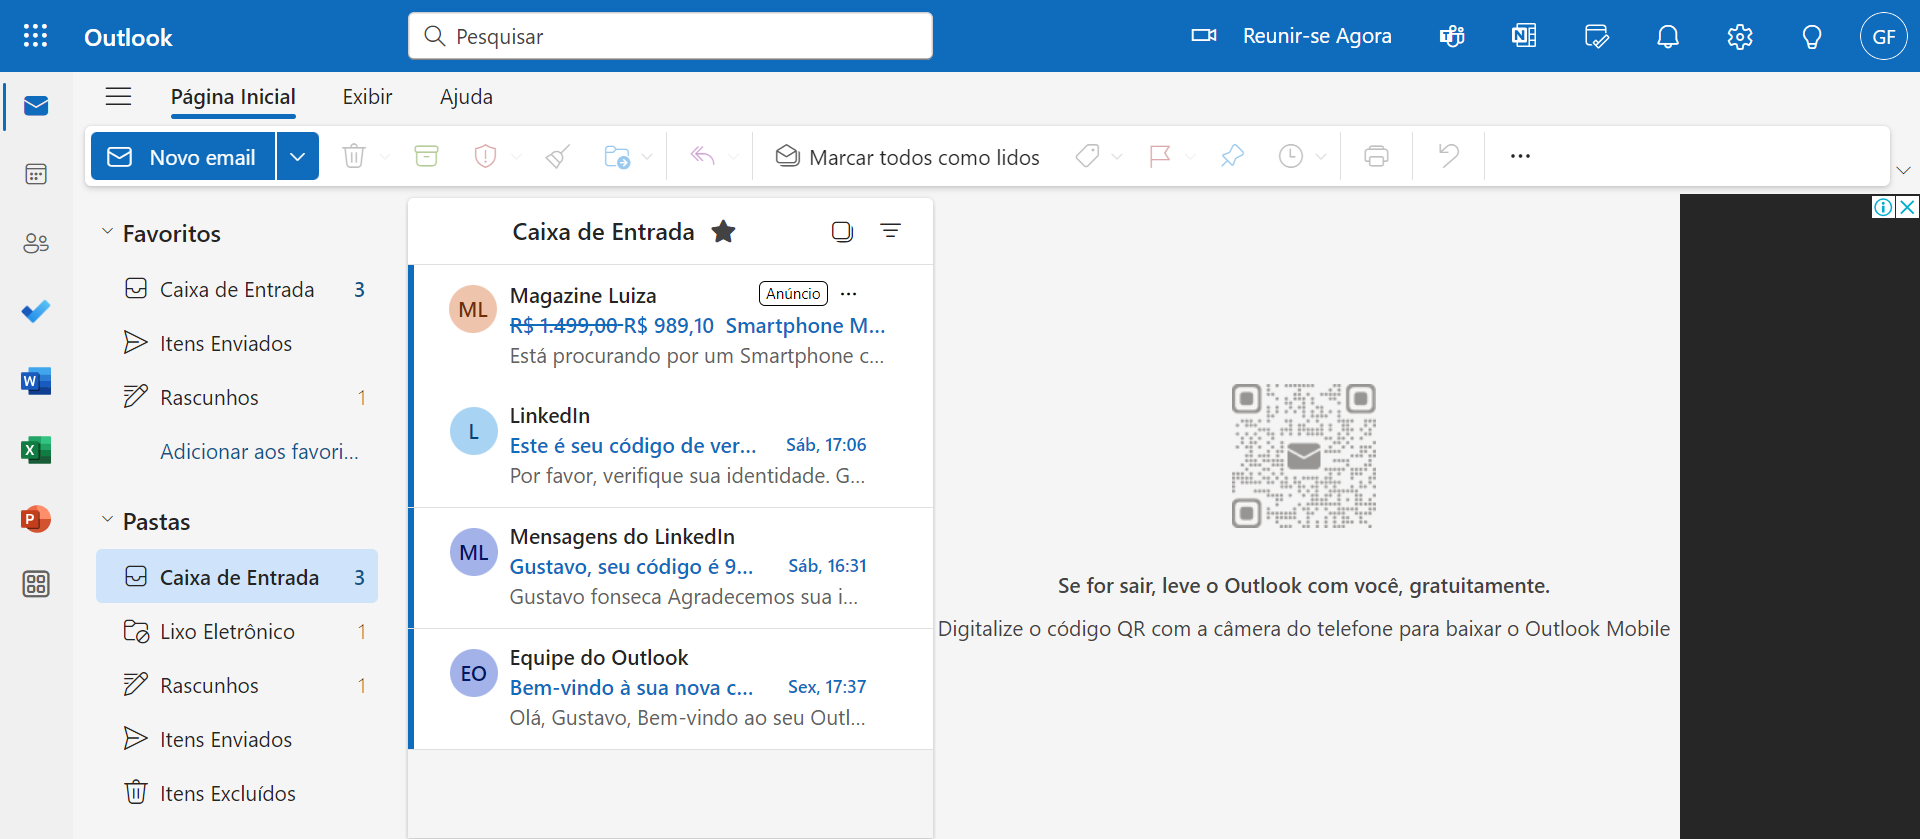 Outlook
Pesquisar
Reunir-se Agora
GF
Página Inicial
Exibir
Ajuda
Novo email
Marcar todos como lidos
Favoritos
Caixa de Entrada 3
Itens Enviados
Rascunhos 1
Adicionar aos favori...
Pastas
Caixa de Entrada 3
Lixo Eletrônico 1
Rascunhos 1
Itens Enviados
Itens Excluídos
Caixa de Entrada
ML
Magazine Luiza
Anúncio
R$ 1.499,00 R$ 989,10 Smartphone M...
Está procurando por um Smartphone c...
L
LinkedIn
Este é seu código de ver... Sáb, 17:06
Por favor, verifique sua identidade. G...
ML
Mensagens do LinkedIn
Gustavo, seu código é 9... Sáb, 16:31
Gustavo fonseca Agradecemos sua i...
EO
Equipe do Outlook
Bem-vindo à sua nova c... Sex, 17:37
Olá, Gustavo, Bem-vindo ao seu Outl...
Se for sair, leve o Outlook com você, gratuitamente.
Digitalize o código QR com a câmera do telefone para baixar o Outlook Mobile